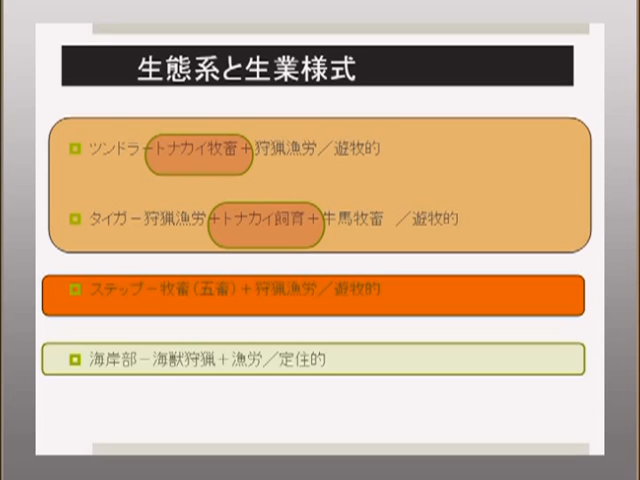 生態系と生業様式
ツンドラ－トナカイ牧畜＋狩猟漁労／遊牧的
タイガ－狩猟漁労＋トナカイ飼育＋牛馬牧畜　／遊牧的
ステップ－牧畜（五畜）＋狩猟漁労／遊牧的
海岸部－海獣狩猟＋漁労／定住的